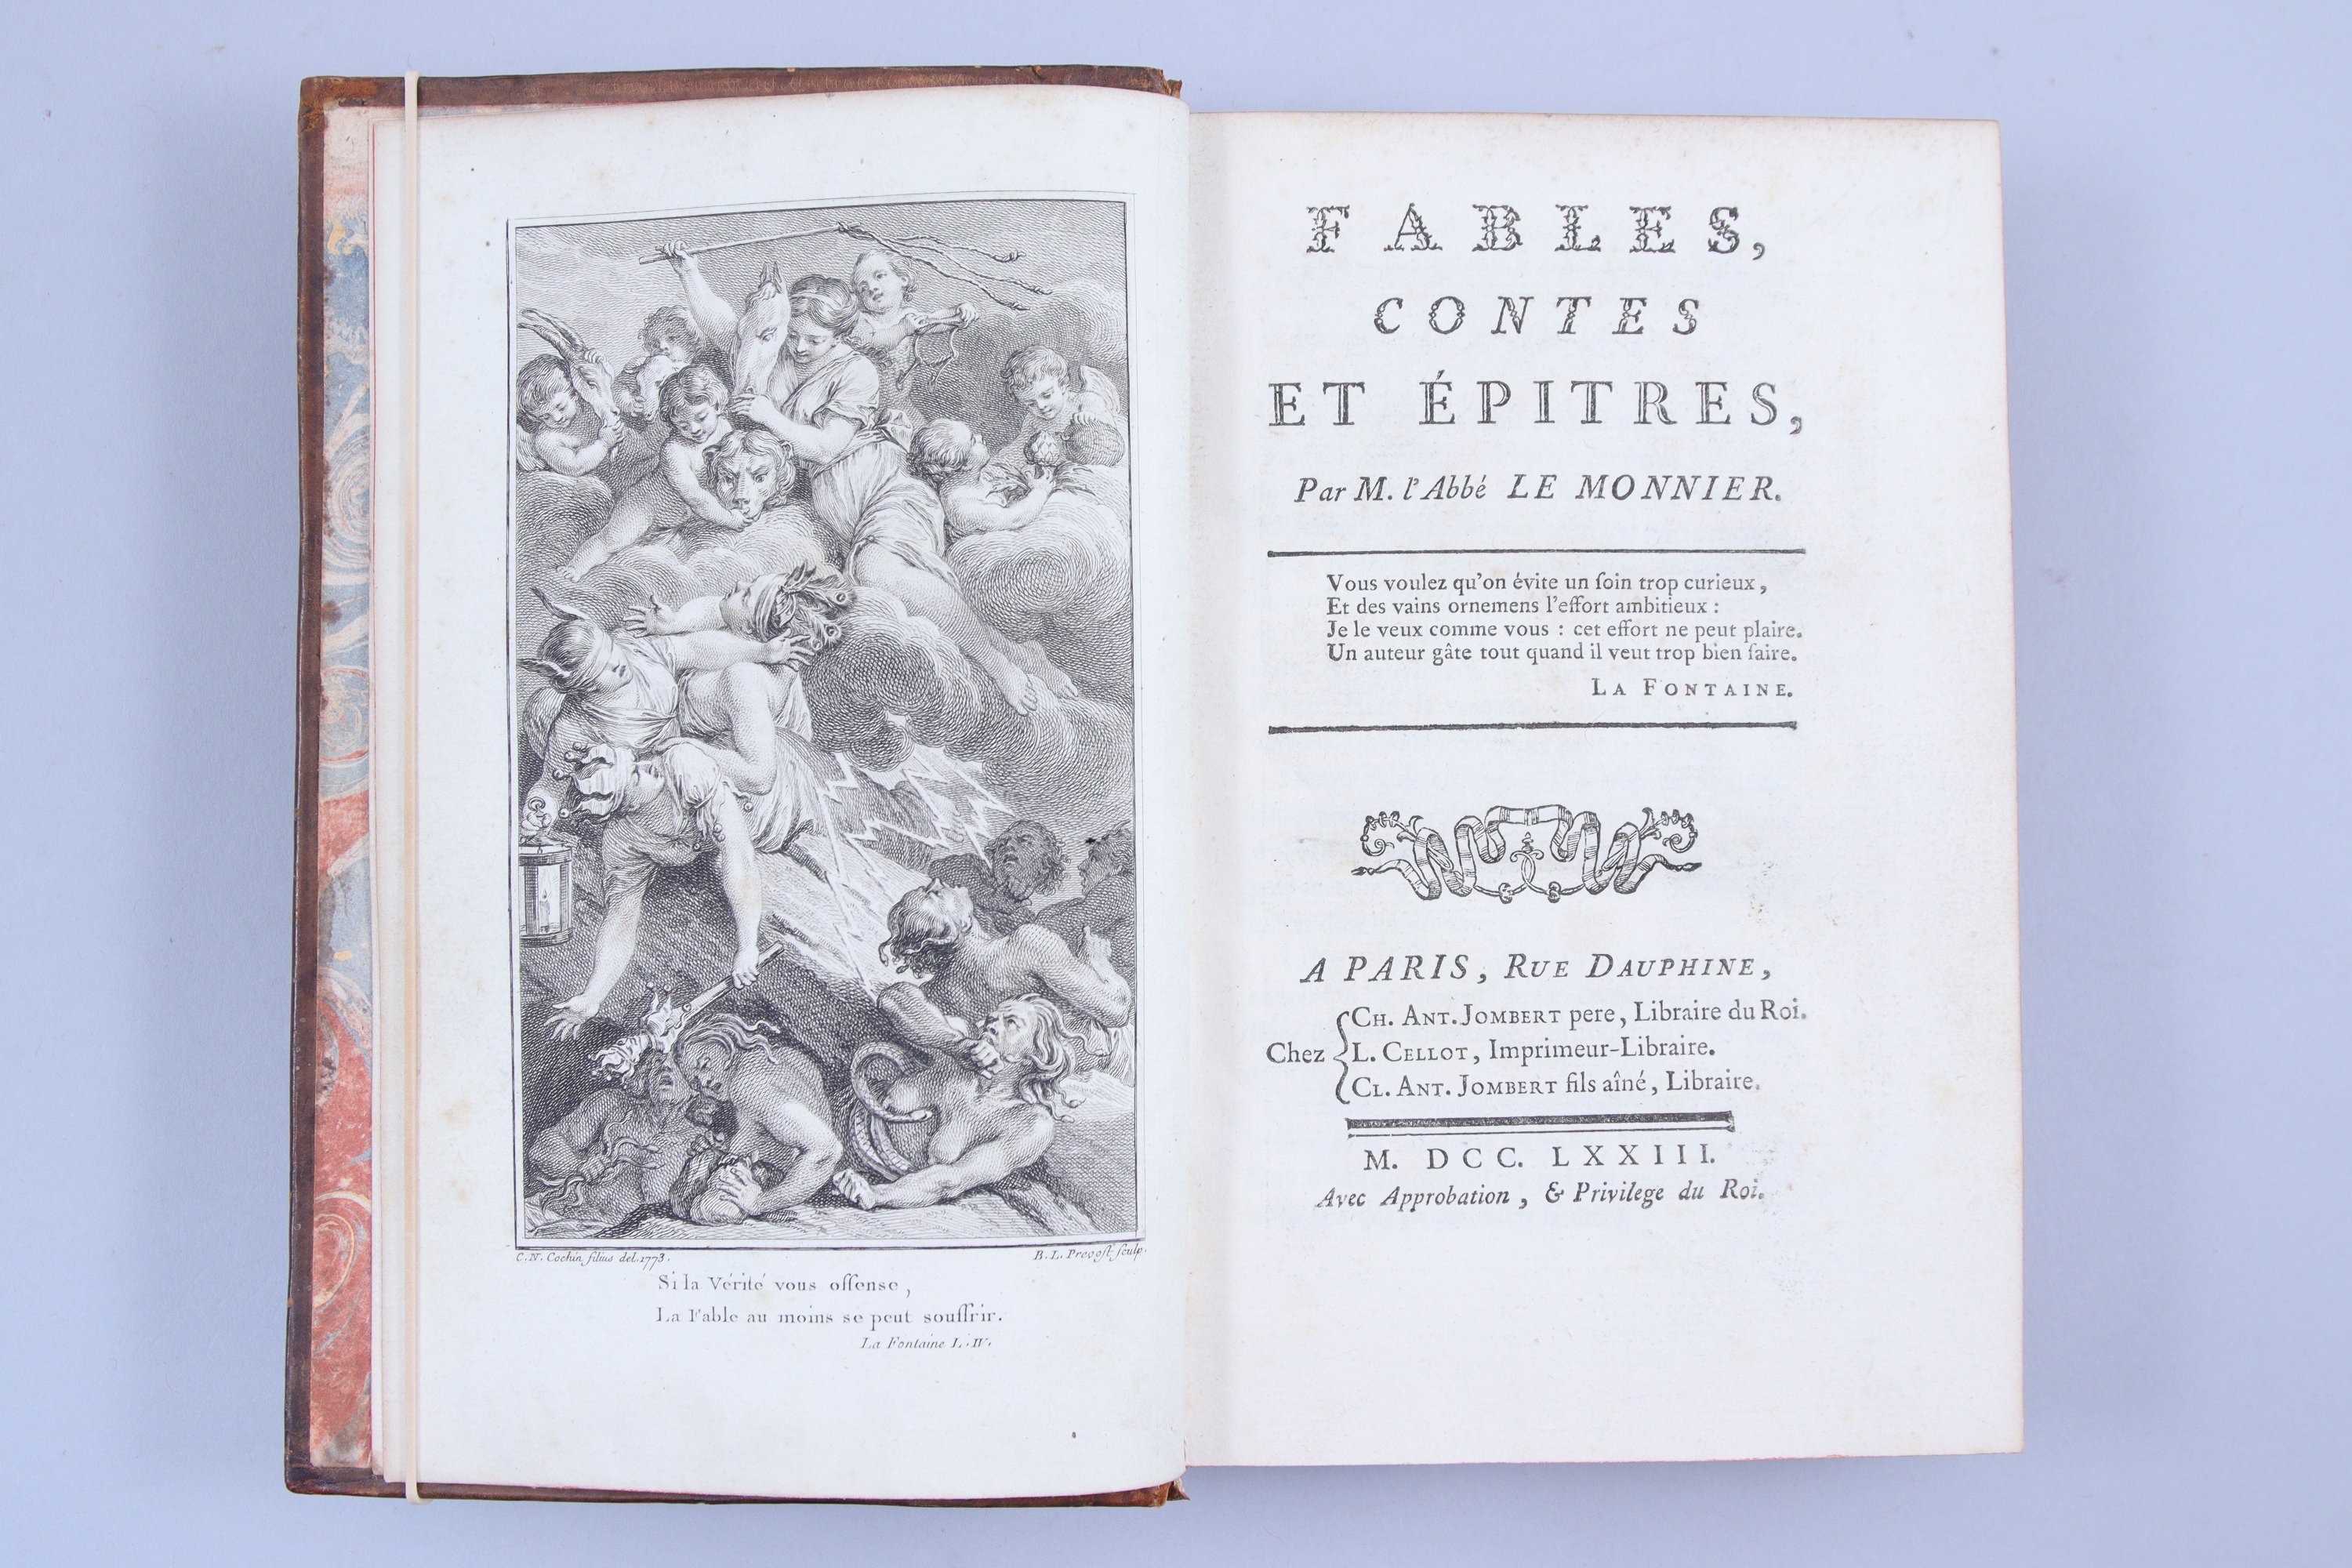 C. N. Cochin filius del. 1773.
B. L. Prevost sculp.
Si la Vérité vous offense,
La Fable au moins se peut souffrir.
La Fontaine L. IV.
FABLES,
CONTES
ET ÉPITRES,
Par M. l'Abbé LE MONNIER.
Vous voulez qu'on évite un ſoin trop curieux,
Et des vains ornemens l'effort ambitieux :
Je le veux comme vous : cet effort ne peut plaire.
Un auteur gâte tout quand il veut trop bien faire.
LA FONTAINE.
A PARIS, RUE DAUPHINE,
Chez
CH. ANT. JOMBERT pere, Libraire du Roi.
L. CELLOT, Imprimeur-Libraire.
CL. ANT. JOMBERT fils aîné, Libraire.
M. DCC. LXXIII.
Avec Approbation, & Privilege du Roi.